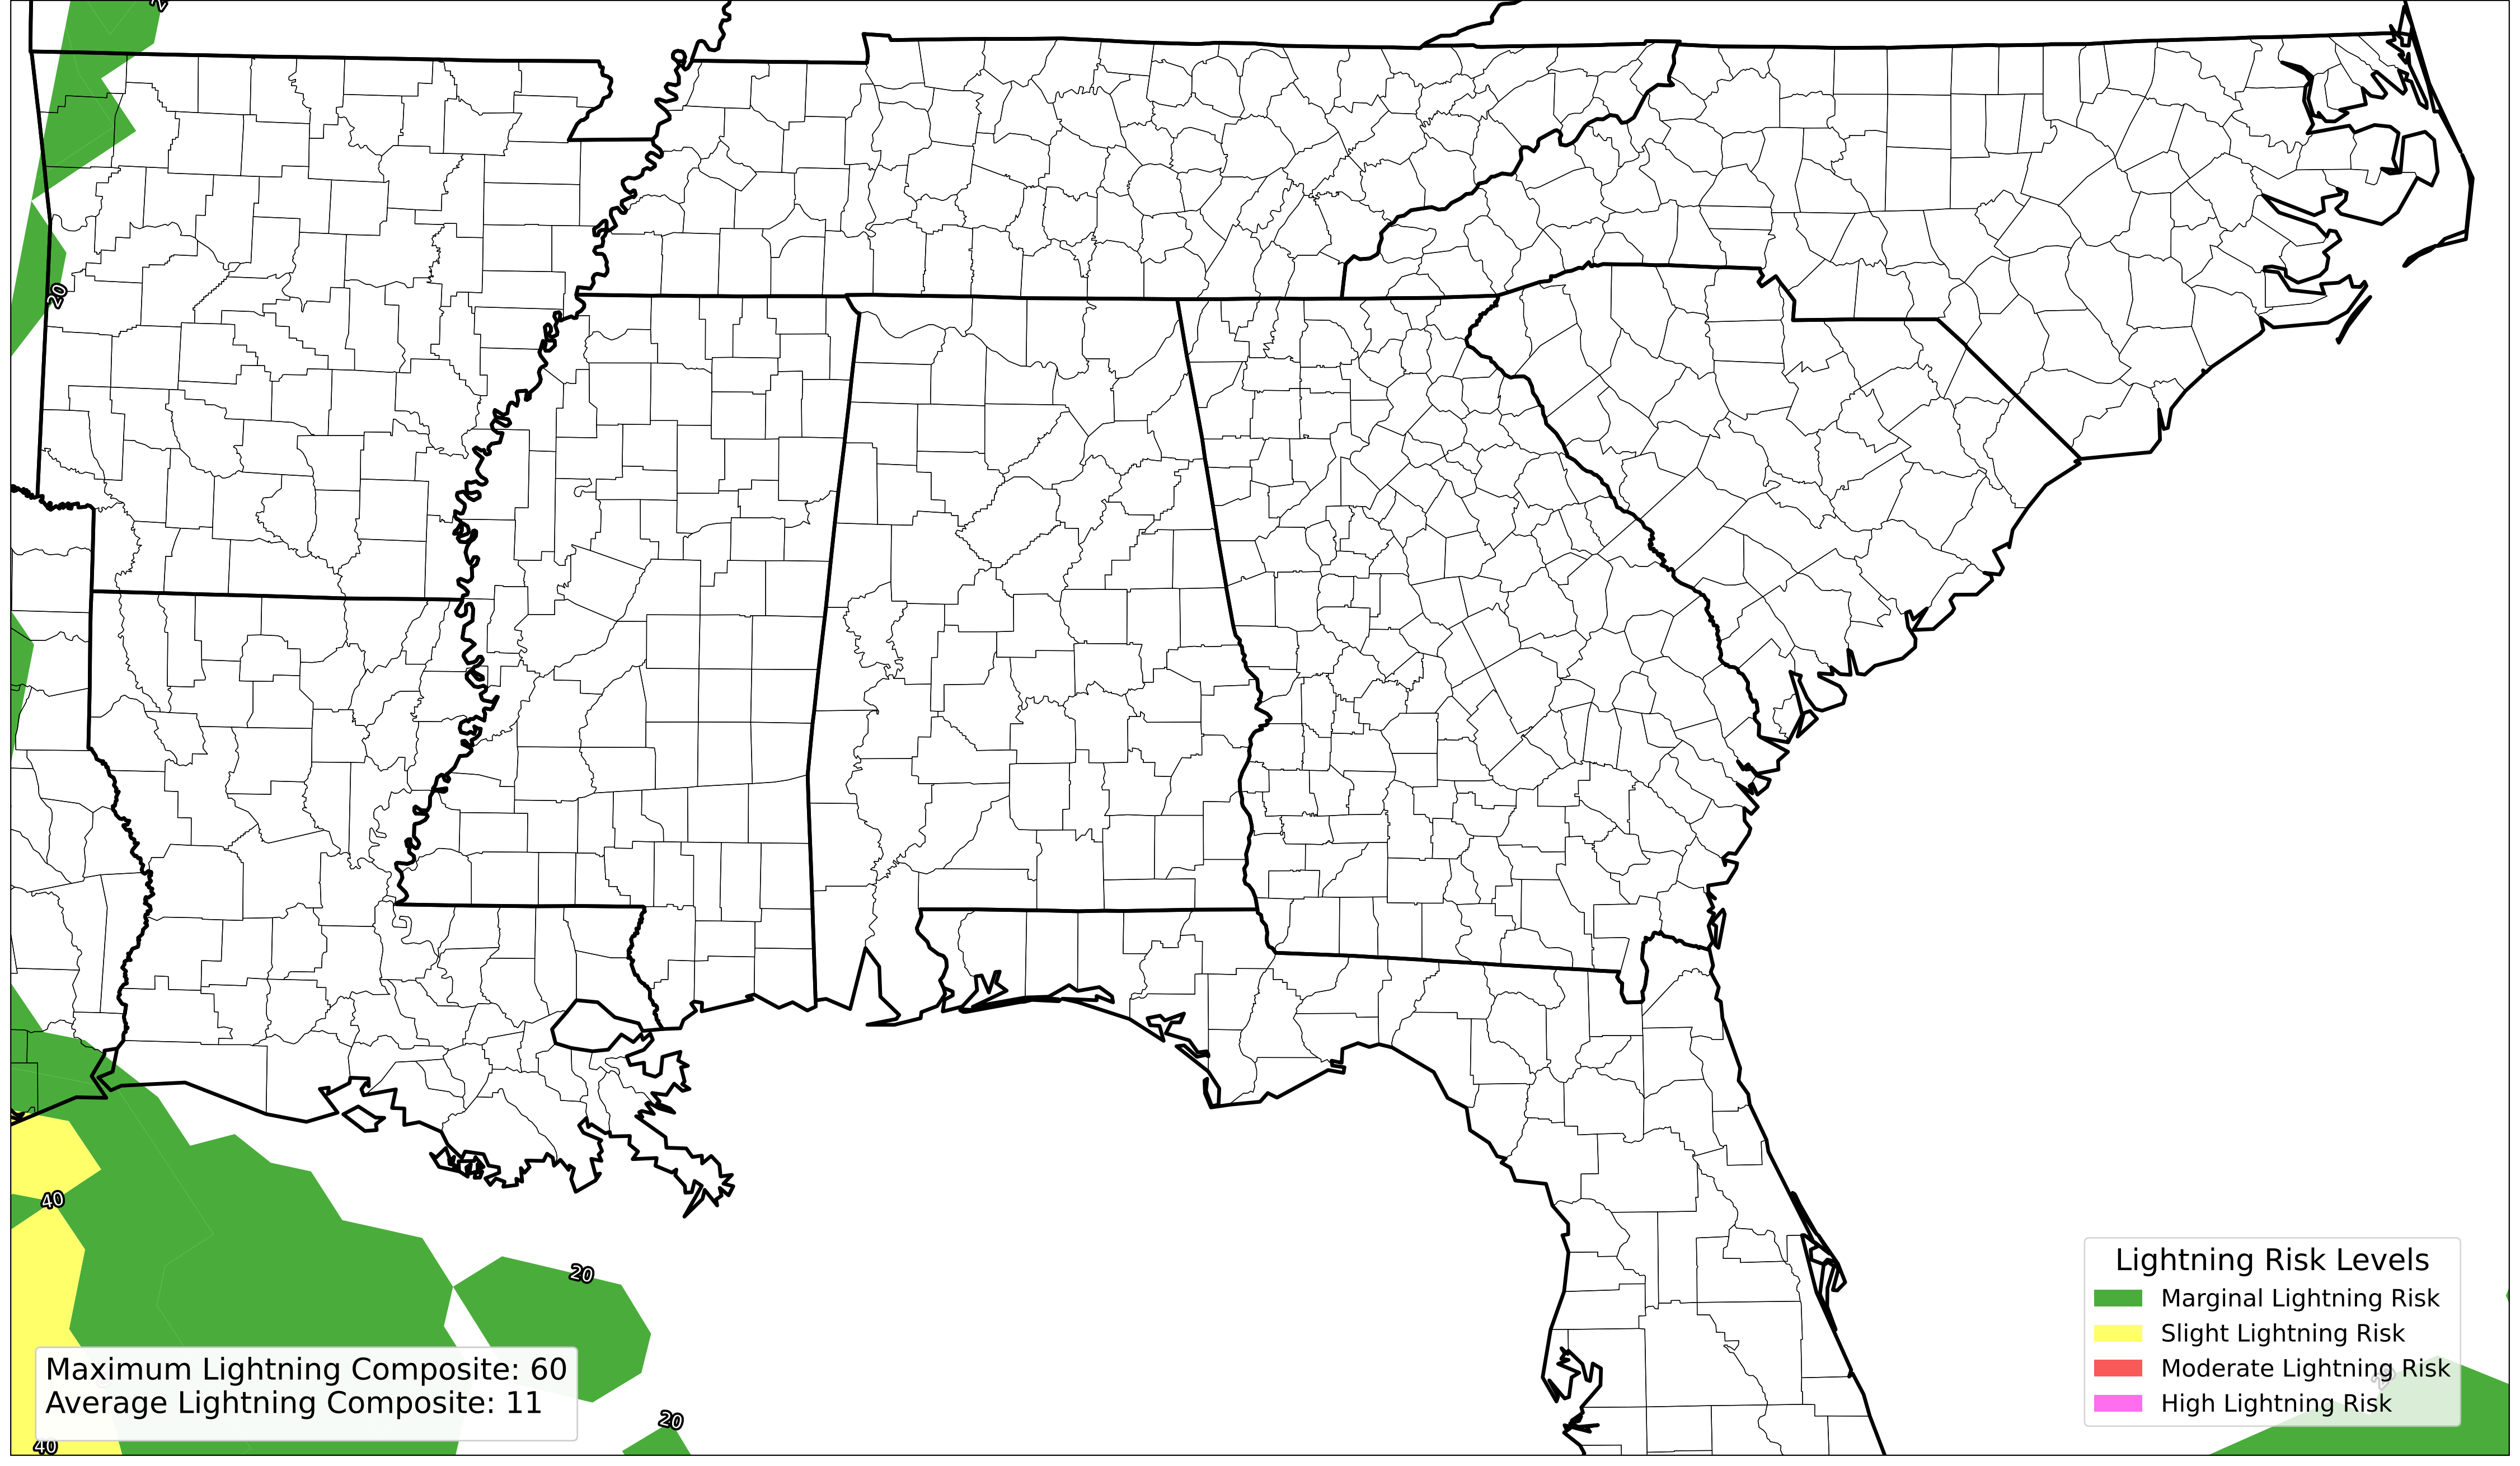 20
40
20
20
40
Maximum Lightning Composite: 60
Average Lightning Composite: 11
Lightning Risk Levels
Marginal Lightning Risk
Slight Lightning Risk
Moderate Lightning Risk
High Lightning Risk